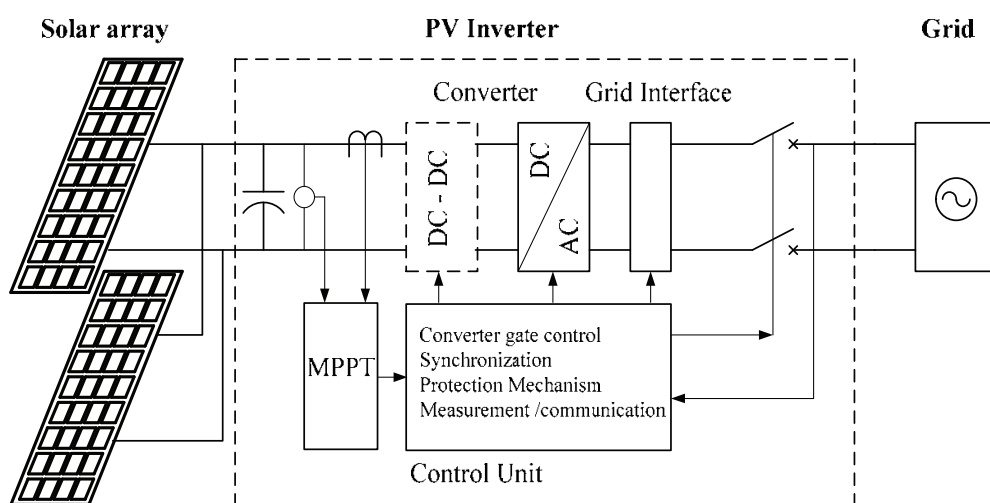 Solar array
PV Inverter
Grid
Converter
Grid Interface
DC - DC
DC
AC
MPPT
Converter gate control
Synchronization
Protection Mechanism
Measurement /communication
Control Unit